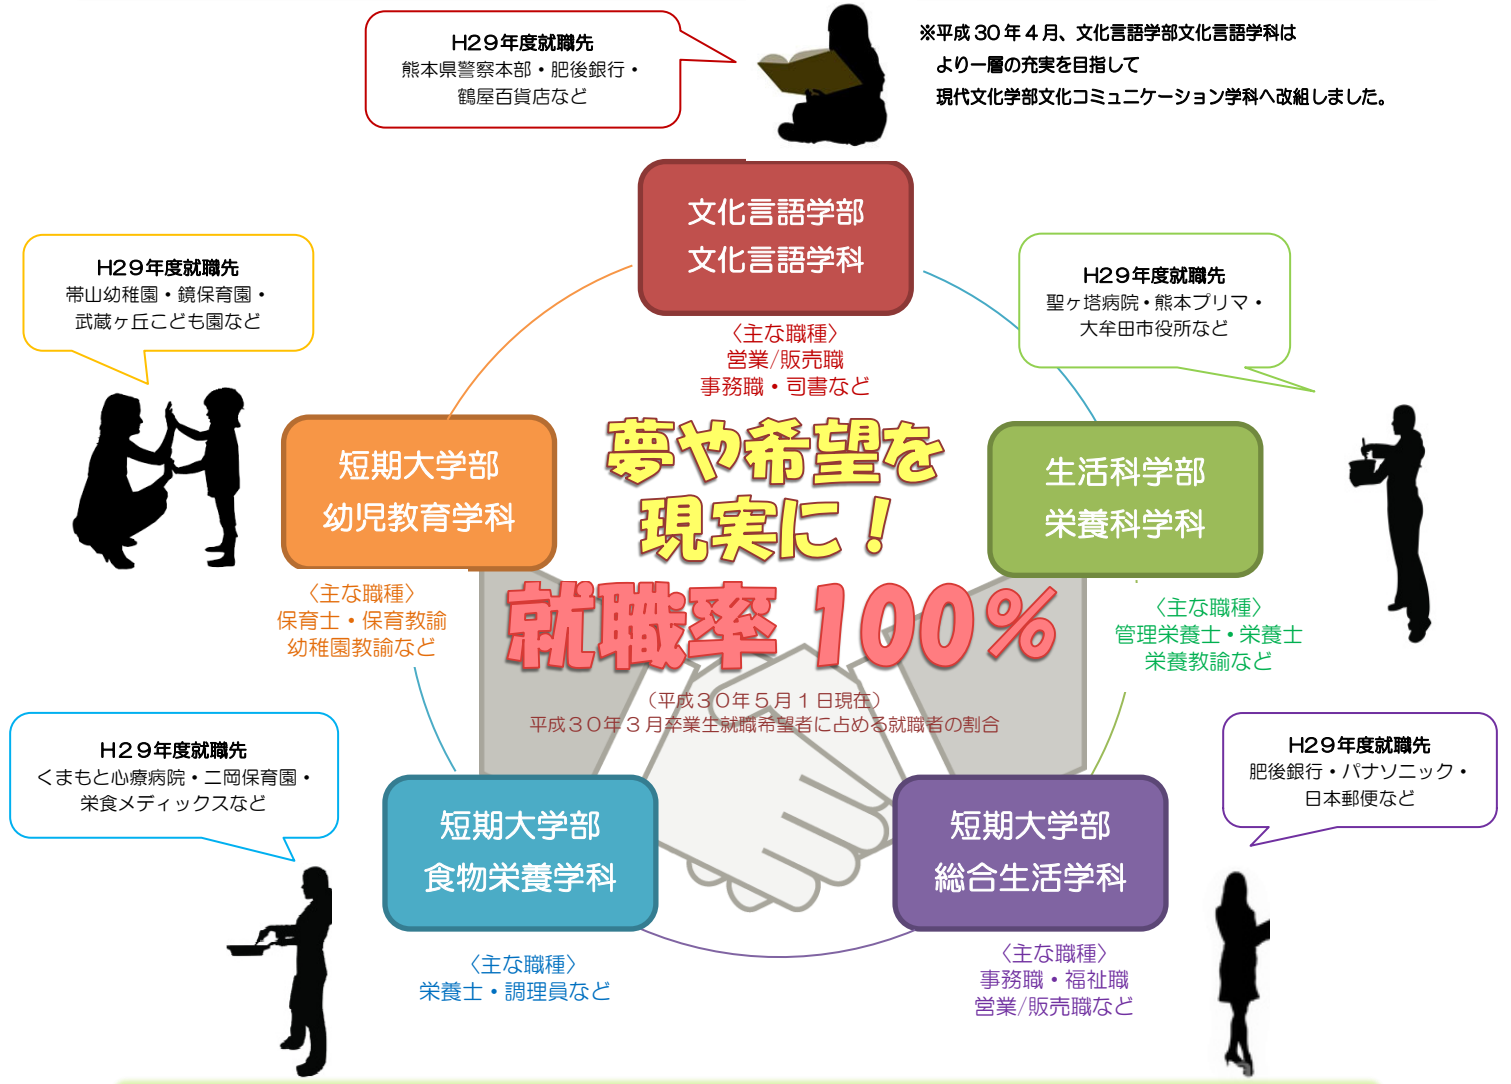 H29年度就職先
熊本県警察本部・肥後銀行・
鶴屋百貨店など
※平成30年4月、文化言語学部文化言語学科は
より一層の充実を目指して
現代文化学部文化コミュニケーション学科へ改組しました。
文化言語学部
文化言語学科
〈主な職種〉
営業/販売職
事務職・司書など
H29年度就職先
帯山幼稚園・鏡保育園・
武蔵ヶ丘こども園など
H29年度就職先
聖ヶ塔病院・熊本プリマ・
大牟田市役所など
短期大学部
幼児教育学科
〈主な職種〉
保育士・保育教諭
幼稚園教諭など
夢や希望を
現実に！
就職率 100%
（平成３０年５月１日現在）
平成３０年３月卒業生就職希望者に占める就職者の割合
生活科学部
栄養科学科
〈主な職種〉
管理栄養士・栄養士
栄養教諭など
H２９年度就職先
くまもと心療病院・二岡保育園・
栄食メディックスなど
短期大学部
食物栄養学科
〈主な職種〉
栄養士・調理員など
短期大学部
総合生活学科
〈主な職種〉
事務職・福祉職
営業/販売職など
H29年度就職先
肥後銀行・パナソニック・
日本郵便など